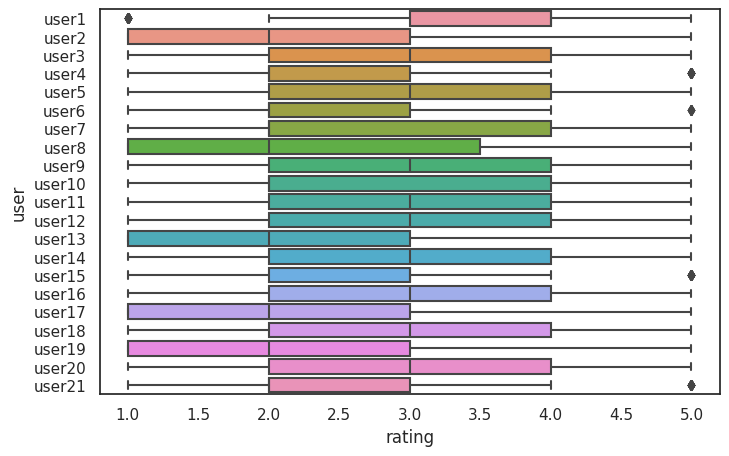 user1
user2
user3
user4
user5
user6
user7
user8
user9
user10
user11
user12
user13
user14
user15
user16
user17
user18
user19
user20
user21
user
1.0 1.5 2.0 2.5 3.0 3.5 4.0 4.5 5.0
rating